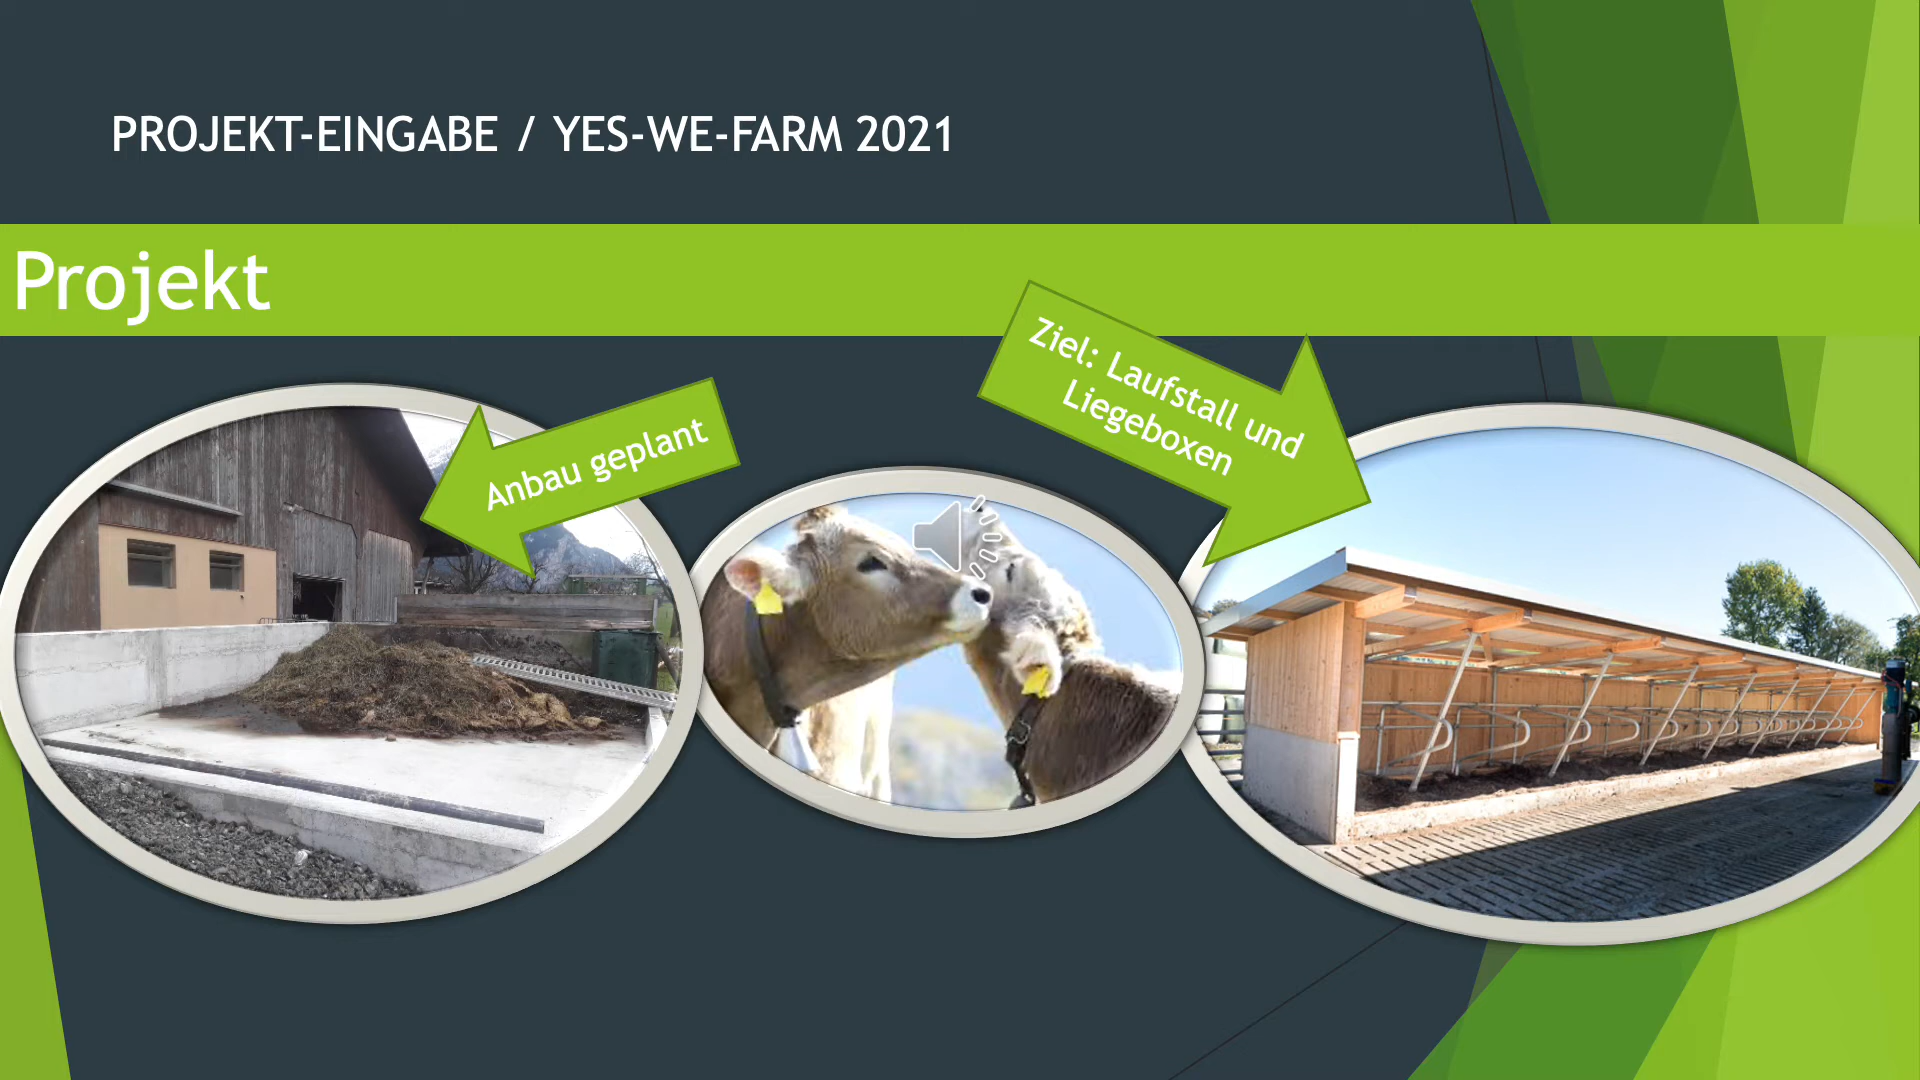 PROJEKT-EINGABE / YES-WE-FARM 2021
Projekt
Anbau geplant
Ziel: Laufstall und
Liegeboxen